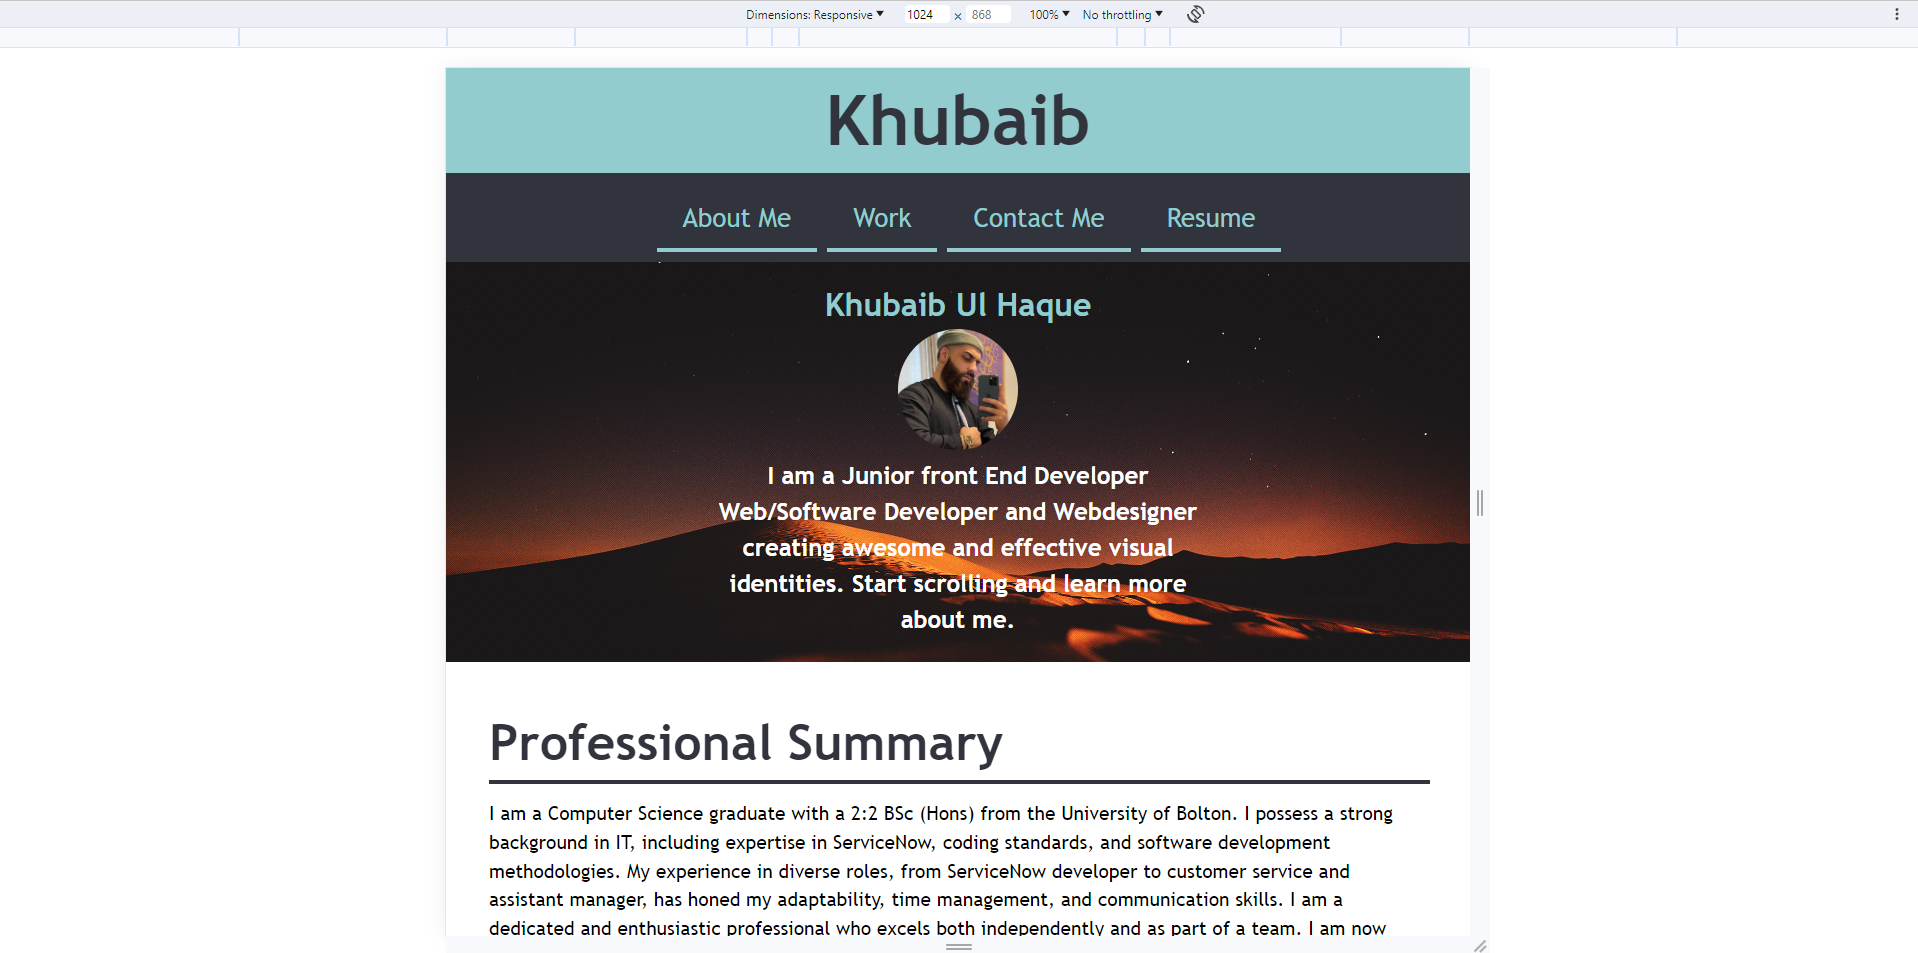 Dimensions: Responsive ▼ 1024 × 868 100% ▼ No throttling ▼
Khubaib
About Me Work Contact Me Resume
Khubaib Ul Haque
I am a Junior front End Developer
Web/Software Developer and Webdesigner
creating awesome and effective visual
identities. Start scrolling and learn more
about me.
Professional Summary
I am a Computer Science graduate with a 2:2 BSc (Hons) from the University of Bolton. I possess a strong
background in IT, including expertise in ServiceNow, coding standards, and software development
methodologies. My experience in diverse roles, from ServiceNow developer to customer service and
assistant manager, has honed my adaptability, time management, and communication skills. I am a
dedicated and enthusiastic professional who excels both independently and as part of a team. I am now